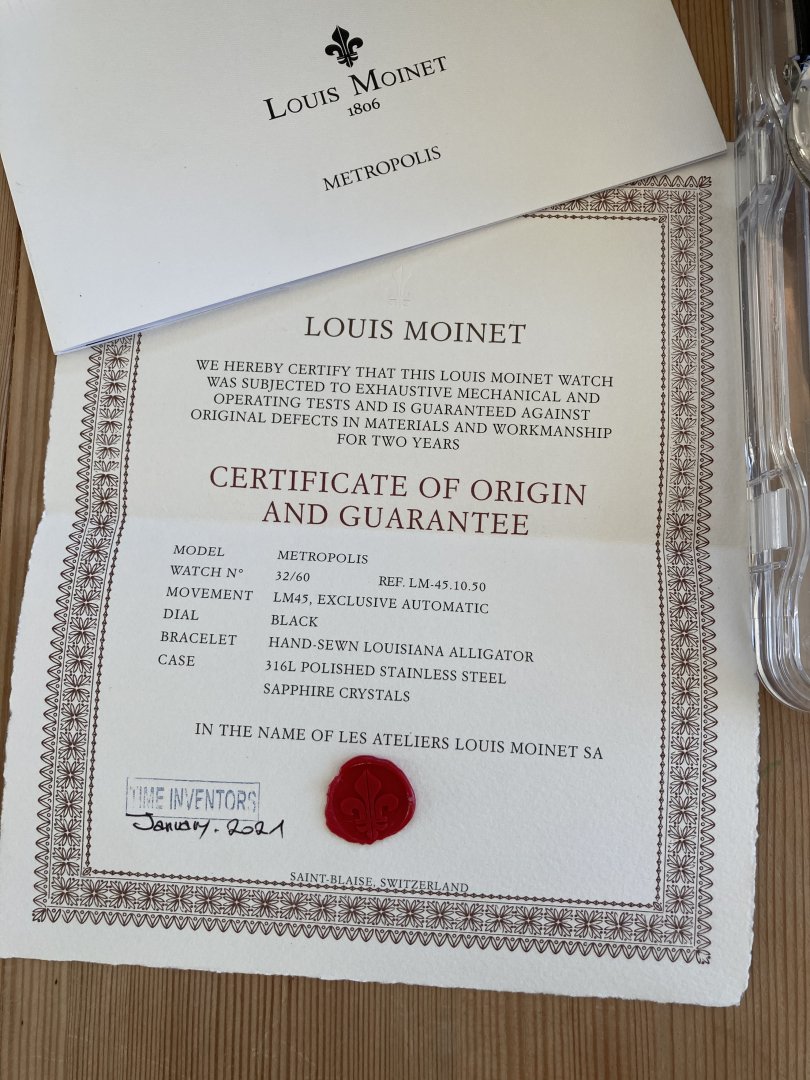 LOUIS MOINET
1806
METROPOLIS
LOUIS MOINET
WE HEREBY CERTIFY THAT THIS LOUIS MOINET WATCH
WAS SUBJECTED TO EXHAUSTIVE MECHANICAL AND
OPERATING TESTS AND IS GUARANTEED AGAINST
ORIGINAL DEFECTS IN MATERIALS AND WORKMANSHIP
FOR TWO YEARS
CERTIFICATE OF ORIGIN
AND GUARANTEE
MODEL METROPOLIS
WATCH N° 32/60 REF. LM-45.10.50
MOVEMENT LM45, EXCLUSIVE AUTOMATIC
DIAL BLACK
BRACELET HAND-SEWN LOUISIANA ALLIGATOR
CASE 316L POLISHED STAINLESS STEEL
SAPPHIRE CRYSTALS
IN THE NAME OF LES ATELIERS LOUIS MOINET SA
TIME INVENTORS
January. 2021
SAINT-BLAISE, SWITZERLAND